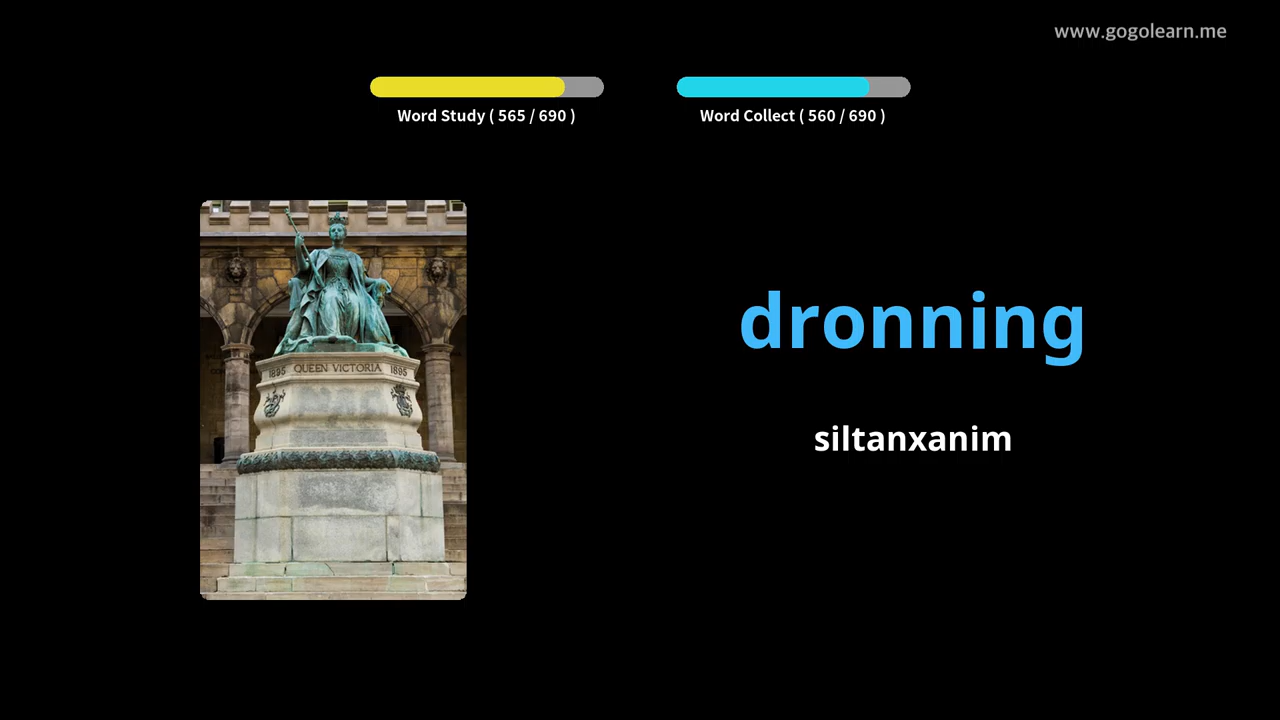 www.gogolearn.me
Word Study ( 565 / 690 )
Word Collect ( 560 / 690 )
1895 QUEEN VICTORIA 1895
dronning
siltanxanim